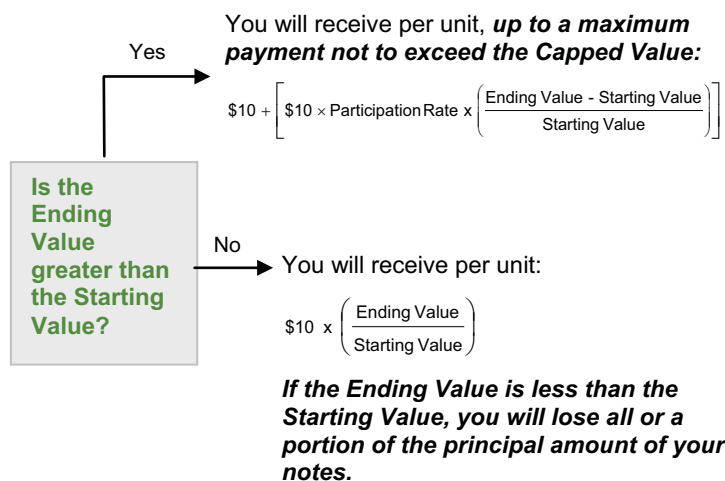 You will receive per unit, up to a maximum
payment not to exceed the Capped Value:
Yes
$10 + [ $10 × Participation Rate x ( Ending Value - Starting Value
Starting Value ) ]
Is the
Ending
Value
greater than
the Starting
Value?
No
You will receive per unit:
$10 x ( Ending Value
Starting Value )
If the Ending Value is less than the
Starting Value, you will lose all or a
portion of the principal amount of your
notes.